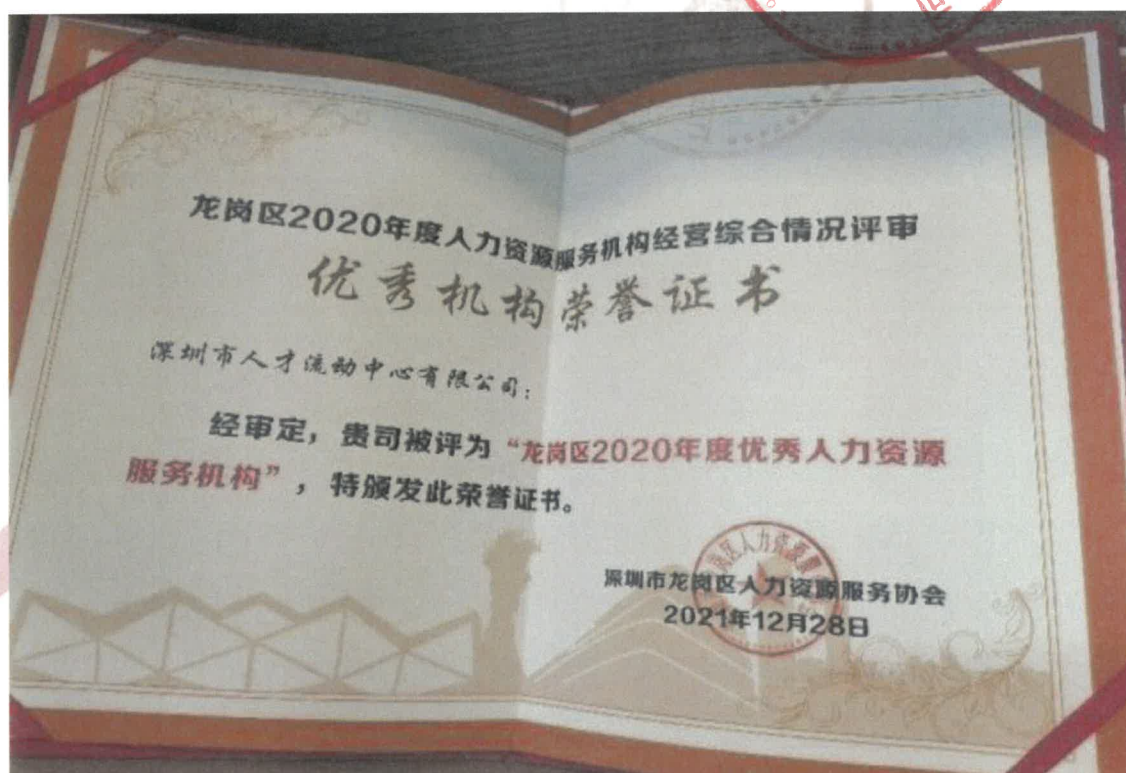 龙岗区2020年度人力资源服务机构经营综合情况评审
优秀机构荣誉证书
深圳市人才流动中心有限公司：
经审定，贵司被评为“龙岗区2020年度优秀人力资源
服务机构”，特颁发此荣誉证书。
深圳市龙岗区人力资源服务协会
2021年12月28日